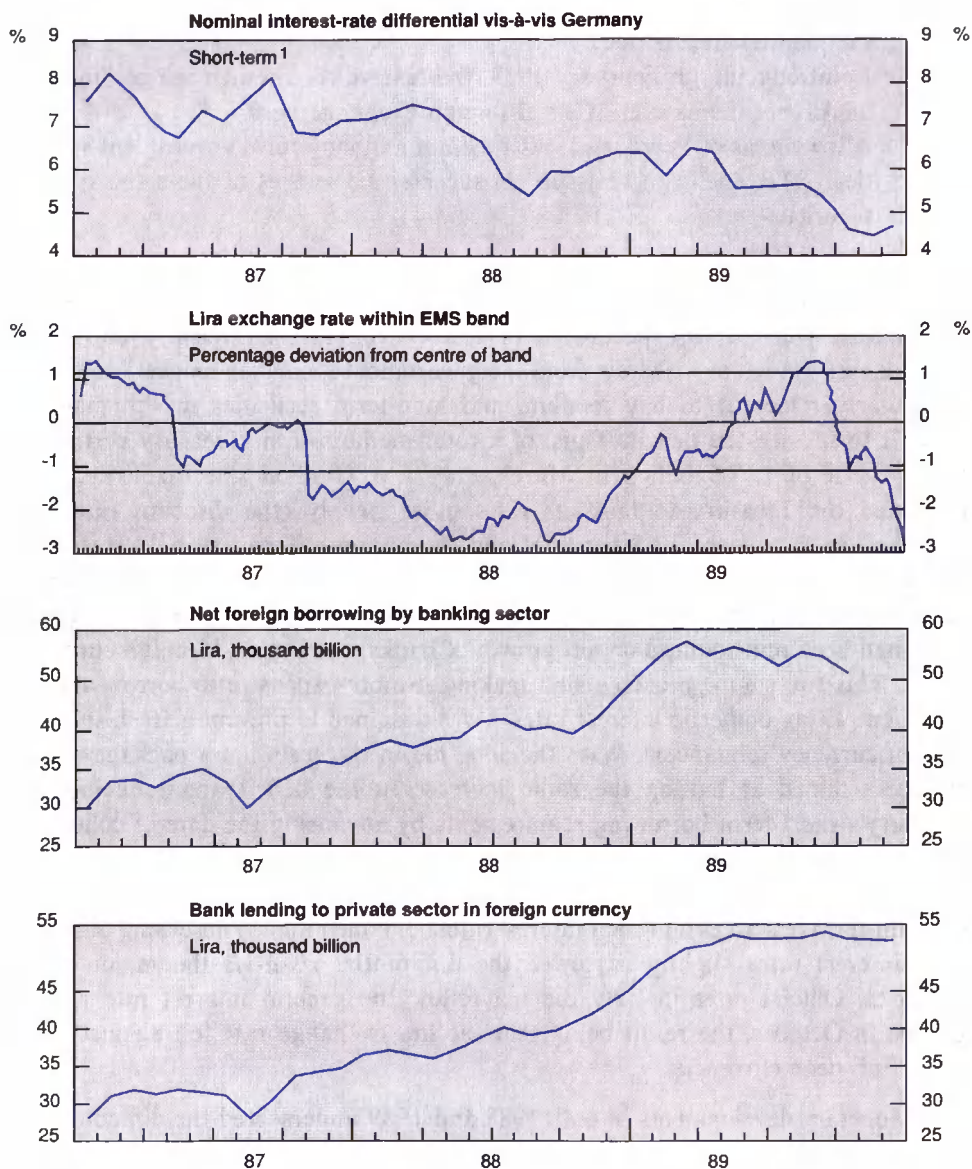 Nominal interest-rate differential vis-à-vis Germany
% 9 9 %
Short-term 1
8 8
7 7
6 6
5 5
4 4
87 88 89
Lira exchange rate within EMS band
% 2 2 %
Percentage deviation from centre of band
1 1
0 0
-1 -1
-2 -2
-3 -3
87 88 89
Net foreign borrowing by banking sector
60 60
Lira, thousand billion
50 50
40 40
35 35
30 30
25 25
87 88 89
Bank lending to private sector in foreign currency
55 55
Lira, thousand billion
45 45
40 40
35 35
30 30
25 25
87 88 89